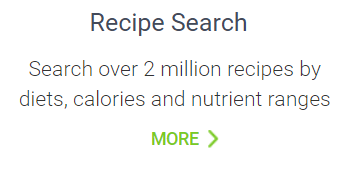 Recipe Search
Search over 2 million recipes by
diets, calories and nutrient ranges
MORE